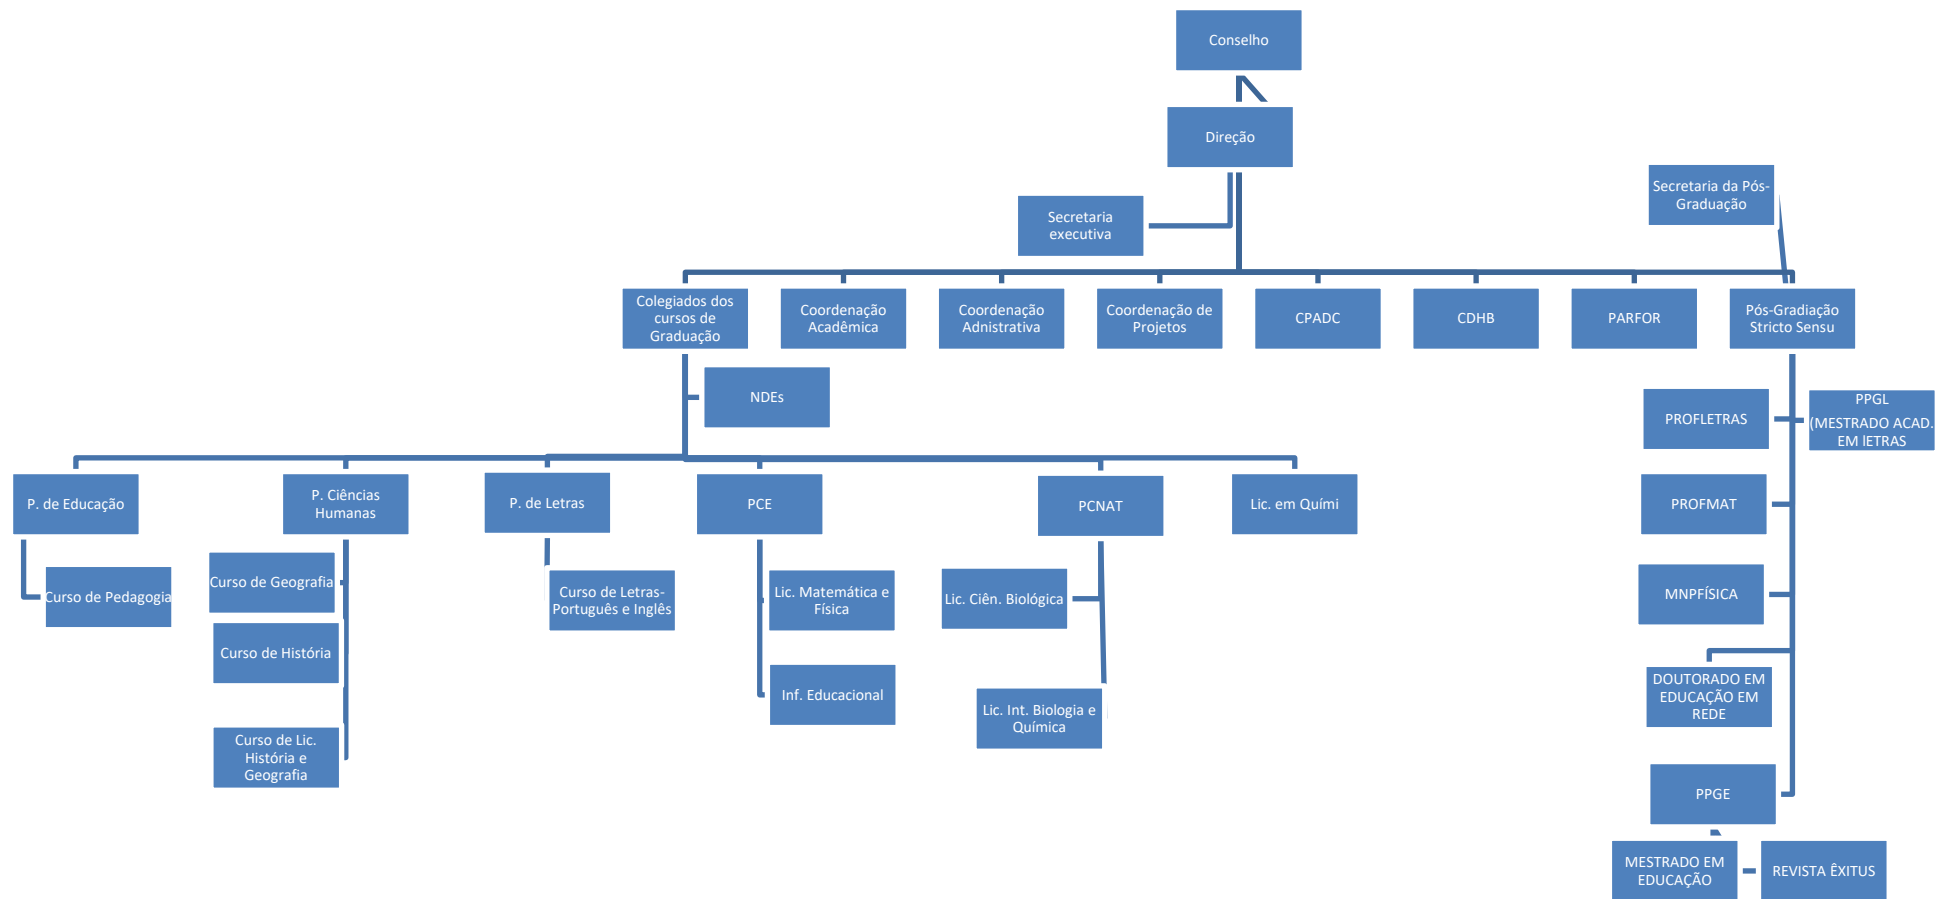 Conselho
Direção
Secretaria da Pós-
Graduação
Secretaria
executiva
Colegiados dos
cursos de
Graduação
Coordenação
Acadêmica
Coordenação
Adnistrativa
Coordenação de
Projetos
CPADC
CDHB
PARFOR
Pós-Gradiação
Stricto Sensu
NDEs
PROFLETRAS
PPGL
(MESTRADO ACAD.
EM lETRAS
P. de Educação
P. Ciências
Humanas
P. de Letras
PCE
PCNAT
Lic. em Quími
PROFMAT
Curso de Pedagogia
Curso de Geografia
Curso de História
Curso de Lic.
História e
Geografia
Curso de Letras-
Português e Inglês
Lic. Matemática e
Física
Inf. Educacional
Lic. Ciên. Biológica
Lic. Int. Biologia e
Química
MNPFÍSICA
DOUTORADO EM
EDUCAÇÃO EM
REDE
PPGE
MESTRADO EM
EDUCAÇÃO
REVISTA ÊXITUS